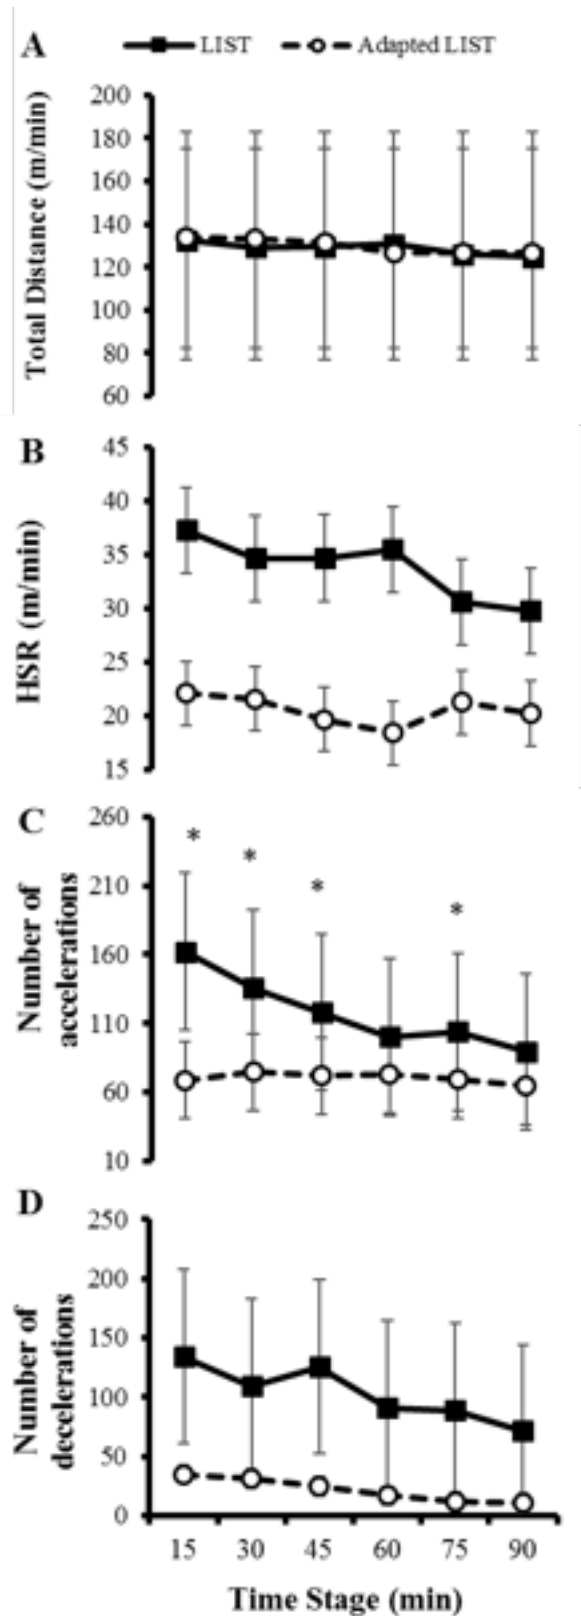 A
LIST
Adapted LIST
Total Distance (m/min)
200
180
160
140
120
100
80
60
B
HSR (m/min)
45
40
35
30
25
20
15
C
Number of
accelerations
260
210
160
110
60
10
*
*
*
*
D
Number of
decelerations
250
200
150
100
50
0
15 30 45 60 75 90
Time Stage (min)